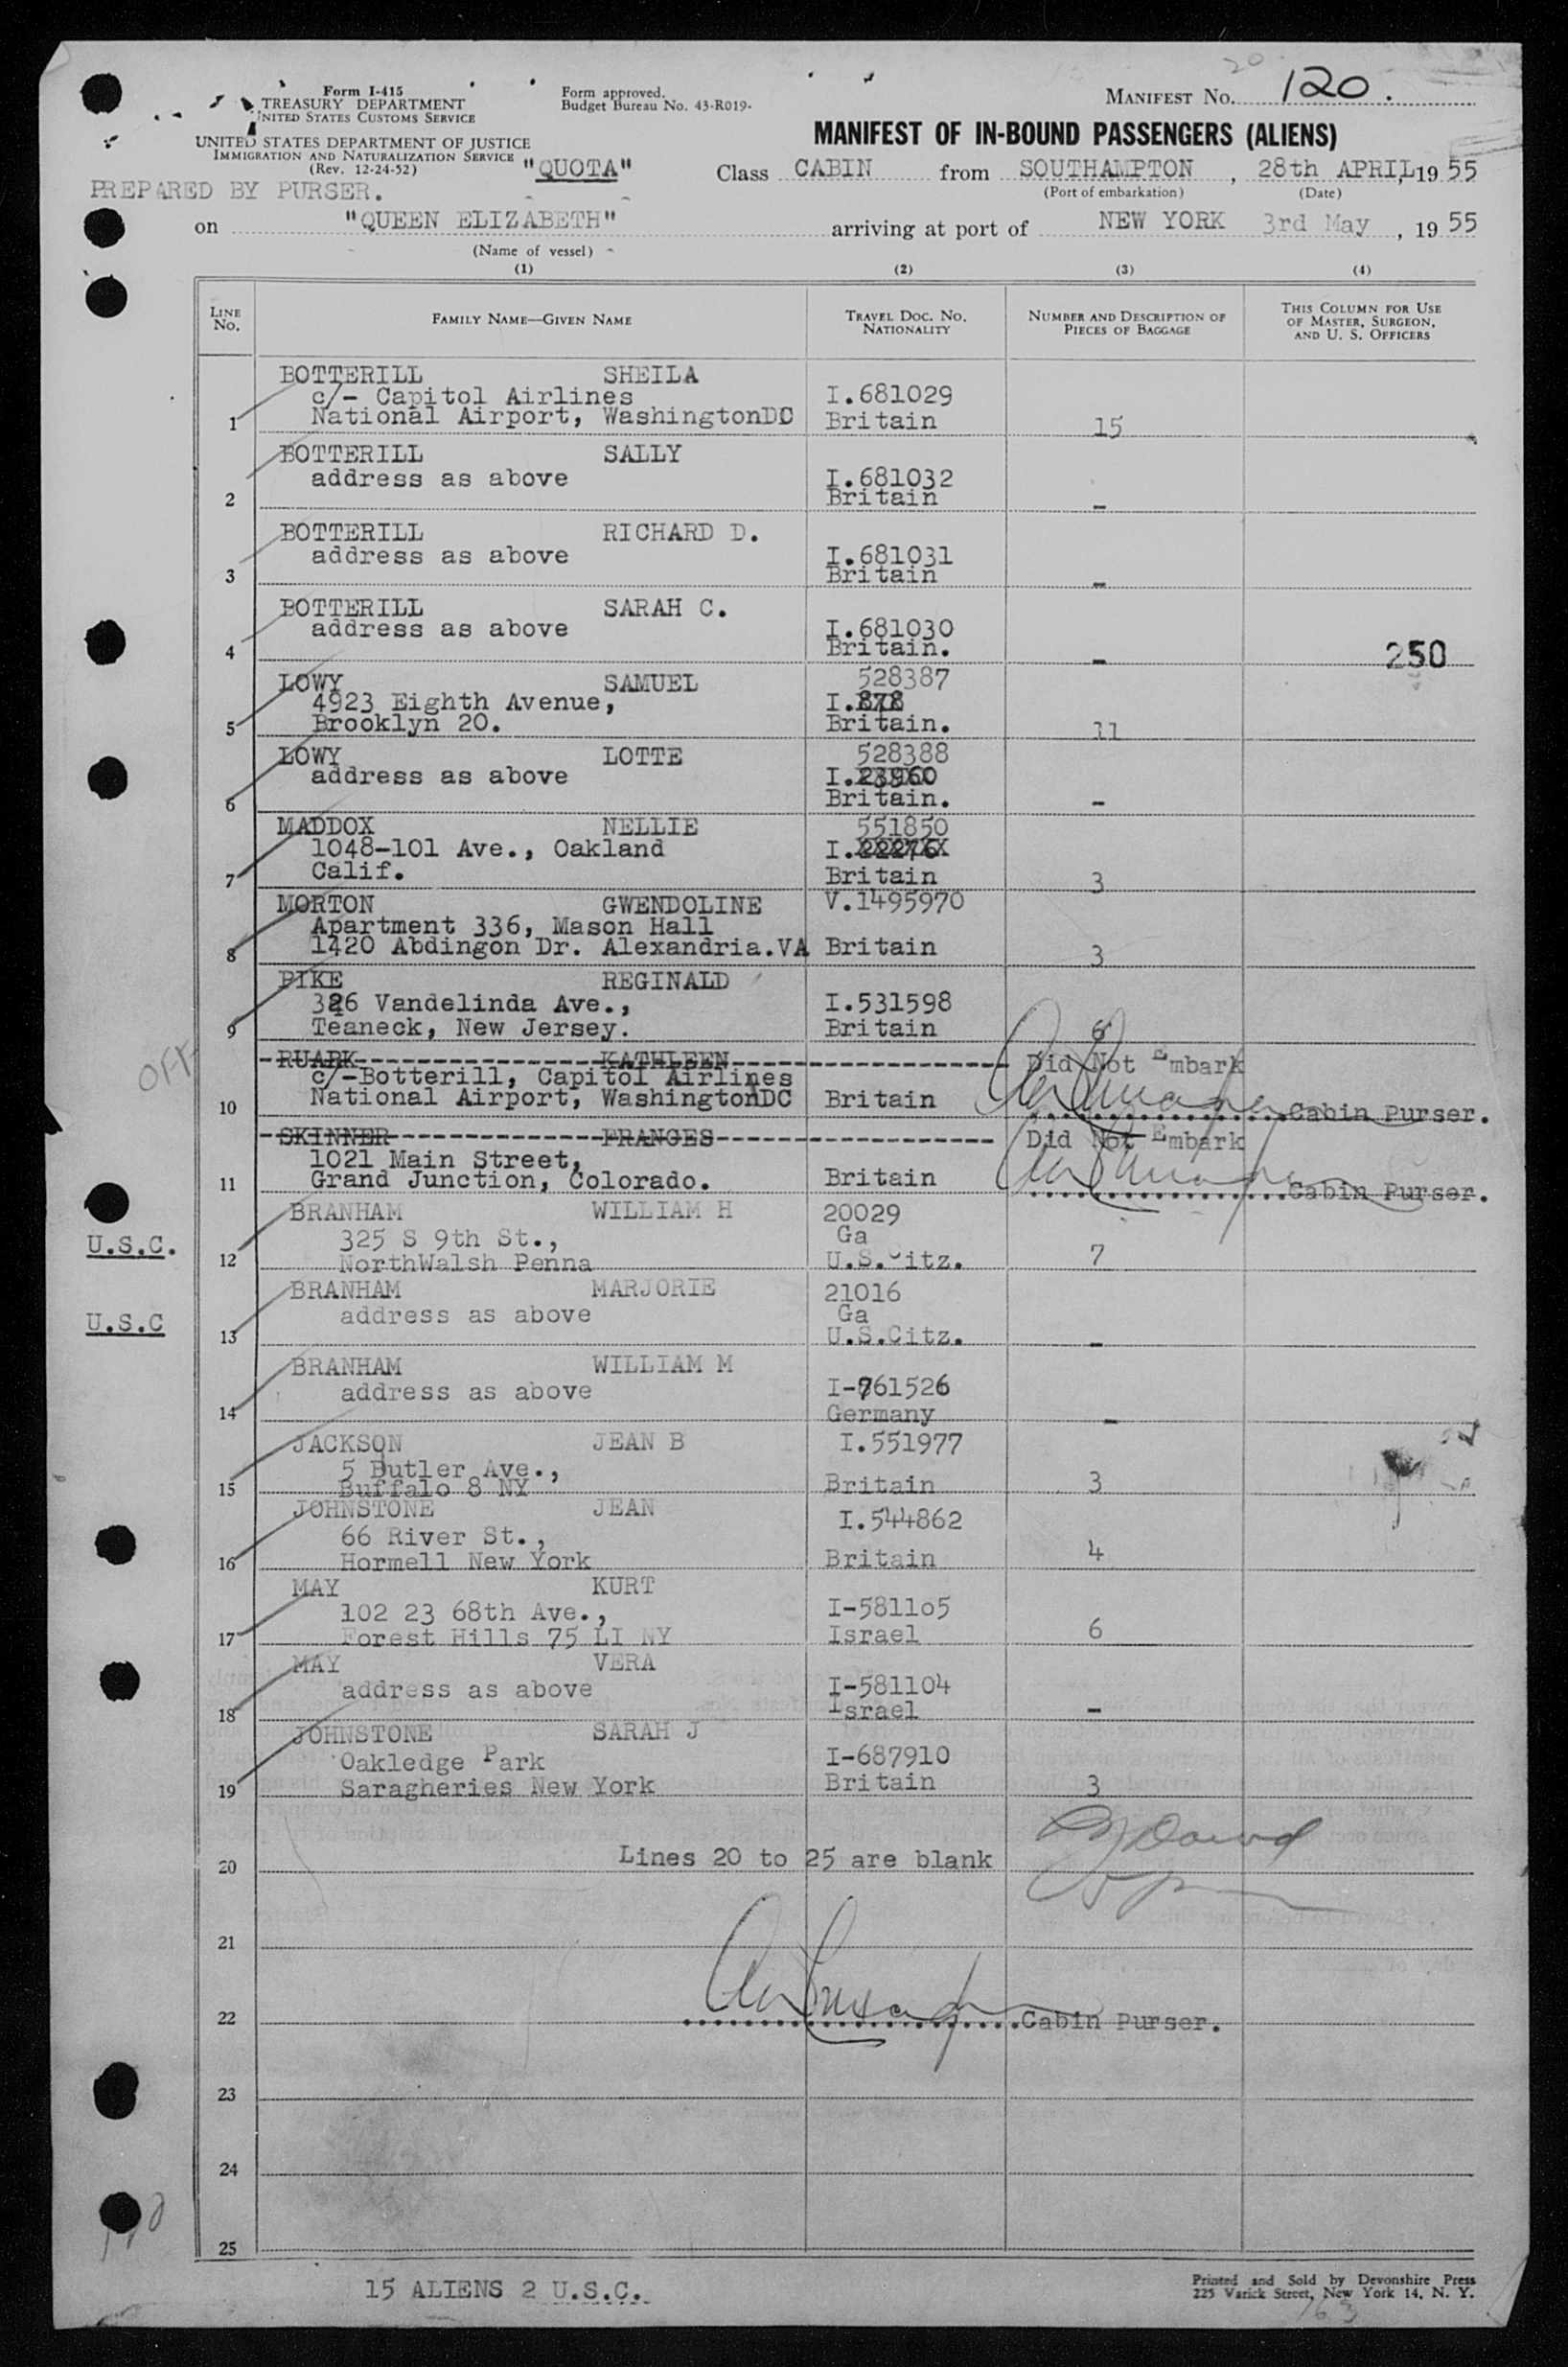 Form I-415
TREASURY DEPARTMENT
UNITED STATES CUSTOMS SERVICE
UNITED STATES DEPARTMENT OF JUSTICE
IMMIGRATION AND NATURALIZATION SERVICE
(Rev. 12-24-52)
PREPARED BY PURSER.
Form approved.
Budget Bureau No. 43-R019-
"QUOTA"
MANIFEST NO. 120.
MANIFEST OF IN-BOUND PASSENGERS (ALIENS)
Class CABIN from SOUTHAMPTON, 28th APRIL, 19 55
(Port of embarkation) (Date)
on "QUEEN ELIZABETH" arriving at port of NEW YORK 3rd May, 19 55
(Name of vessel)
(1) (2) (3) (4)
LINE NO. FAMILY NAME—GIVEN NAME TRAVEL DOC. NO. NATIONALITY NUMBER AND DESCRIPTION OF PIECES OF BAGGAGE THIS COLUMN FOR USE OF MASTER, SURGEON, AND U. S. OFFICERS
BOTTERILL SHEILA
c/- Capitol Airlines I.681029
1 National Airport, WashingtonDC Britain 15
BOTTERILL SALLY
address as above I.681032
2 Britain -
BOTTERILL RICHARD D.
address as above I.681031
3 Britain -
BOTTERILL SARAH C.
address as above I.681030
4 Britain. - 250
LOWY SAMUEL 528387
4923 Eighth Avenue, I.878
5 Brooklyn 20. Britain. 11
LOWY LOTTE 528388
address as above I.23960
6 Britain. -
MADDOX NELLIE 551850
1048-101 Ave., Oakland I.22276
7 Calif. Britain 3
MORTON GWENDOLINE V.1495970
Apartment 336, Mason Hall
8 1420 Abdingon Dr. Alexandria.VA Britain 3
PIKE REGINALD
Vandelinda Ave., I.531598
9 Teaneck, New Jersey. Britain 6
OFF
RUARK KATHLEEN Did Not Embark
c/-Botterill, Capitol Airlines
10 National Airport, WashingtonDC Britain Cabin Purser.
SKINNER FRANCES Did Not Embark
1021 Main Street,
11 Grand Junction, Colorado. Britain Cabin Purser.
BRANHAM WILLIAM H 20029
U.S.C. 325 S 9th St., Ga
12 NorthWalsh Penna U.S.Citz. 7
BRANHAM MARJORIE 21016
U.S.C address as above Ga
13 U.S.Citz. -
BRANHAM WILLIAM M
address as above I-761526
14 Germany -
JACKSON JEAN B I.551977
5 Butler Ave.,
15 Buffalo 8 NY Britain 3
JOHNSTONE JEAN I.544862
66 River St.,
16 Hormell New York Britain 4
MAY KURT
102 23 68th Ave., I-581105
17 Forest Hills 75 LI NY Israel 6
MAY VERA
address as above I-581104
18 Israel -
JOHNSTONE SARAH J
Oakledge Park I-687910
19 Saragheries New York Britain 3
20 Lines 20 to 25 are blank
21
22 Cabin Purser.
23
24
25
15 ALIENS 2 U.S.C.
Printed and Sold by Devonshire Press
225 Varick Street, New York 14, N. Y.
163